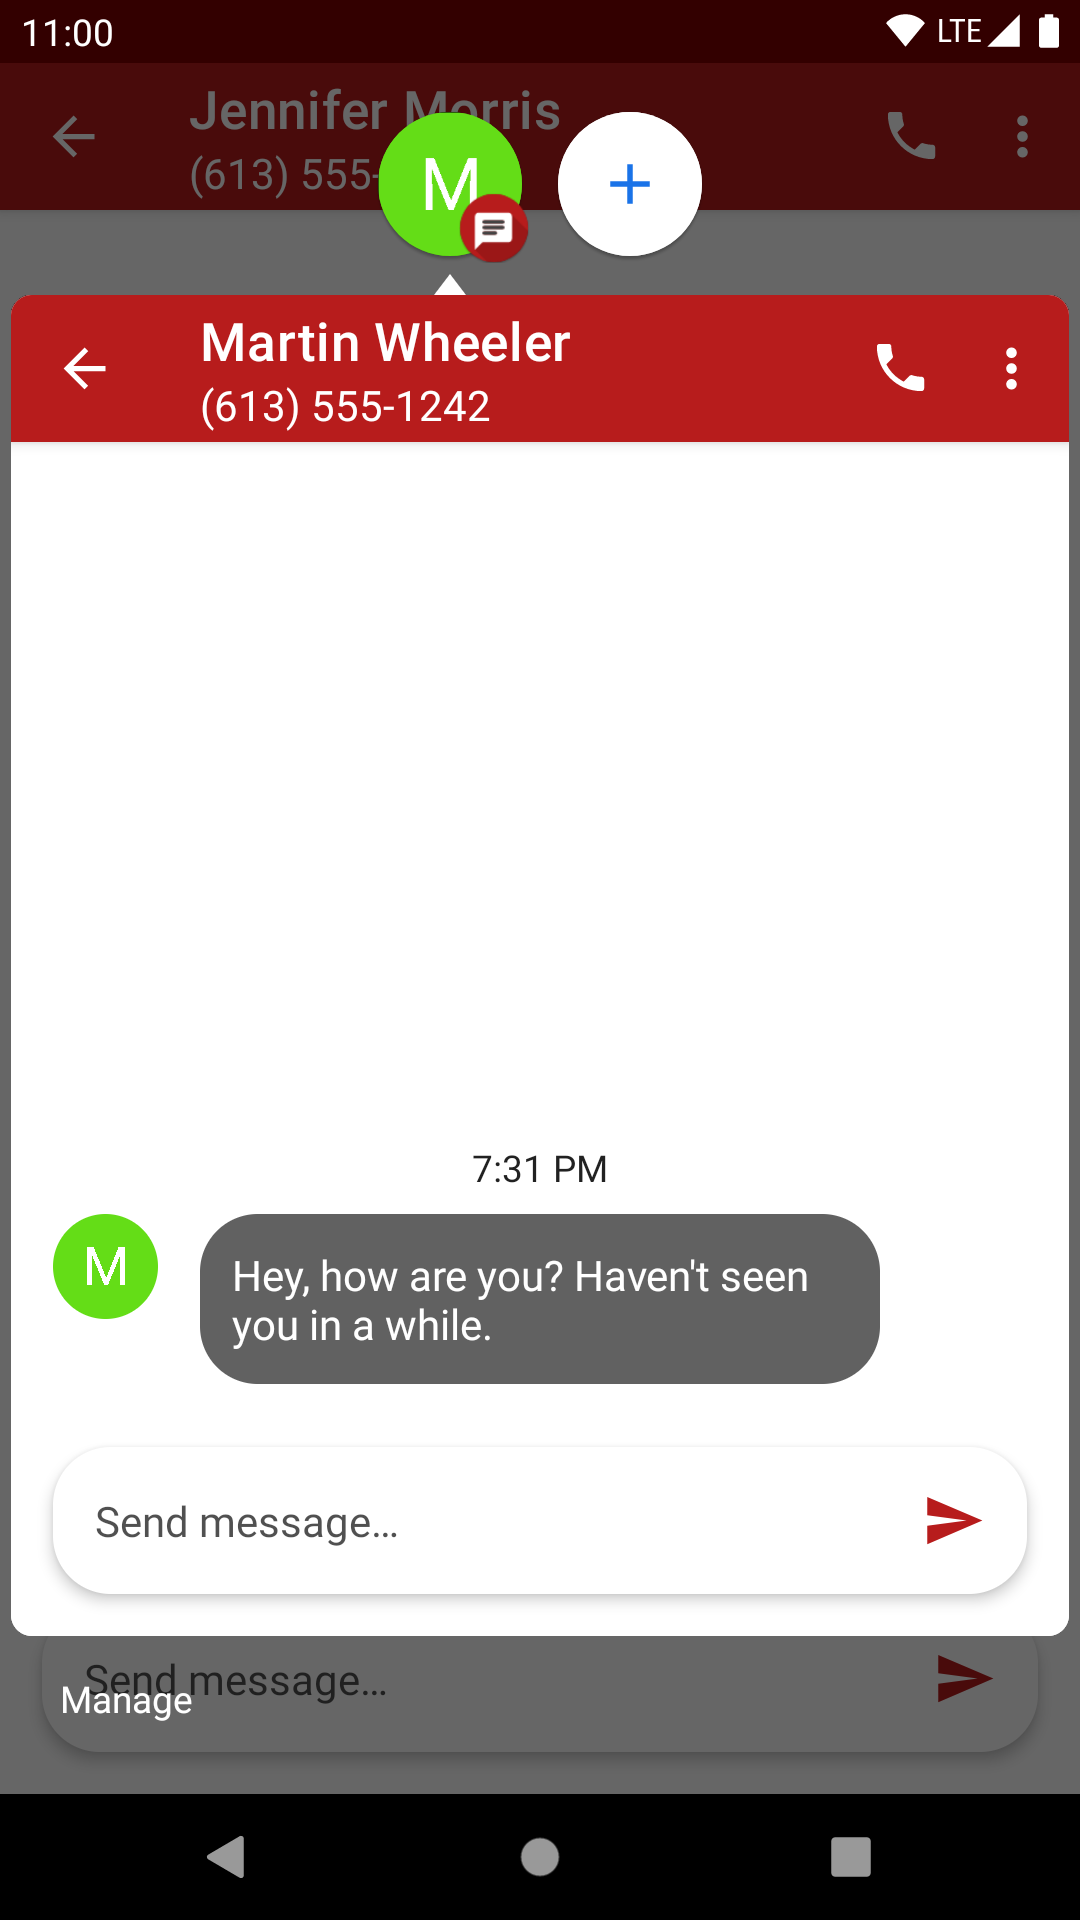 11:00
LTE
Jennifer Morris
(613) 555-
M
Martin Wheeler
(613) 555-1242
7:31 PM
M
Hey, how are you? Haven't seen
you in a while.
Send message…
Send message…
Manage